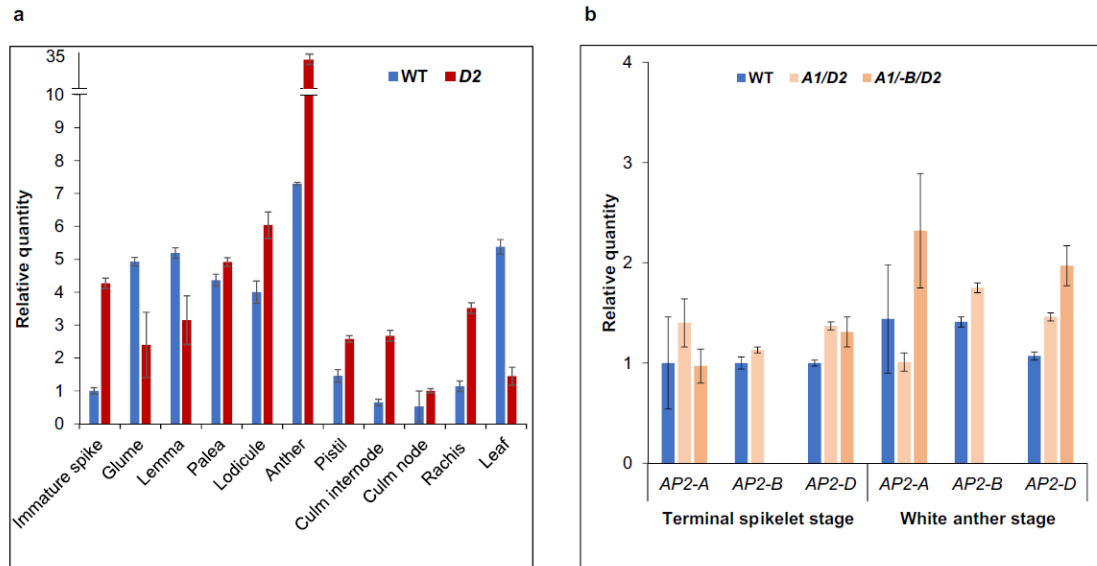 a
35
10
9
8
7
6
5
4
3
2
1
0
Relative quantity
WT D2
Immature spike
Glume
Lemma
Palea
Lodicule
Anther
Pistil
Culm internode
Culm node
Rachis
Leaf
b
4
3
2
1
0
Relative quantity
WT A1/D2 A1/-B/D2
AP2-A AP2-B AP2-D AP2-A AP2-B AP2-D
Terminal spikelet stage White anther stage